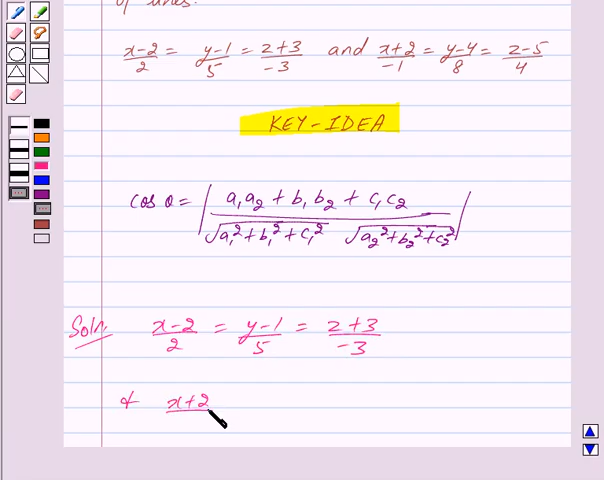 of lines.
x-2/2 = y-1/5 = z+3/-3 and x+2/-1 = y-4/8 = z-5/4
KEY-IDEA
cos θ = | a₁a₂ + b₁b₂ + c₁c₂ / √a₁²+b₁²+c₁² √a₂²+b₂²+c₂² |
Soln. x-2/2 = y-1/5 = z+3/-3
& x+2